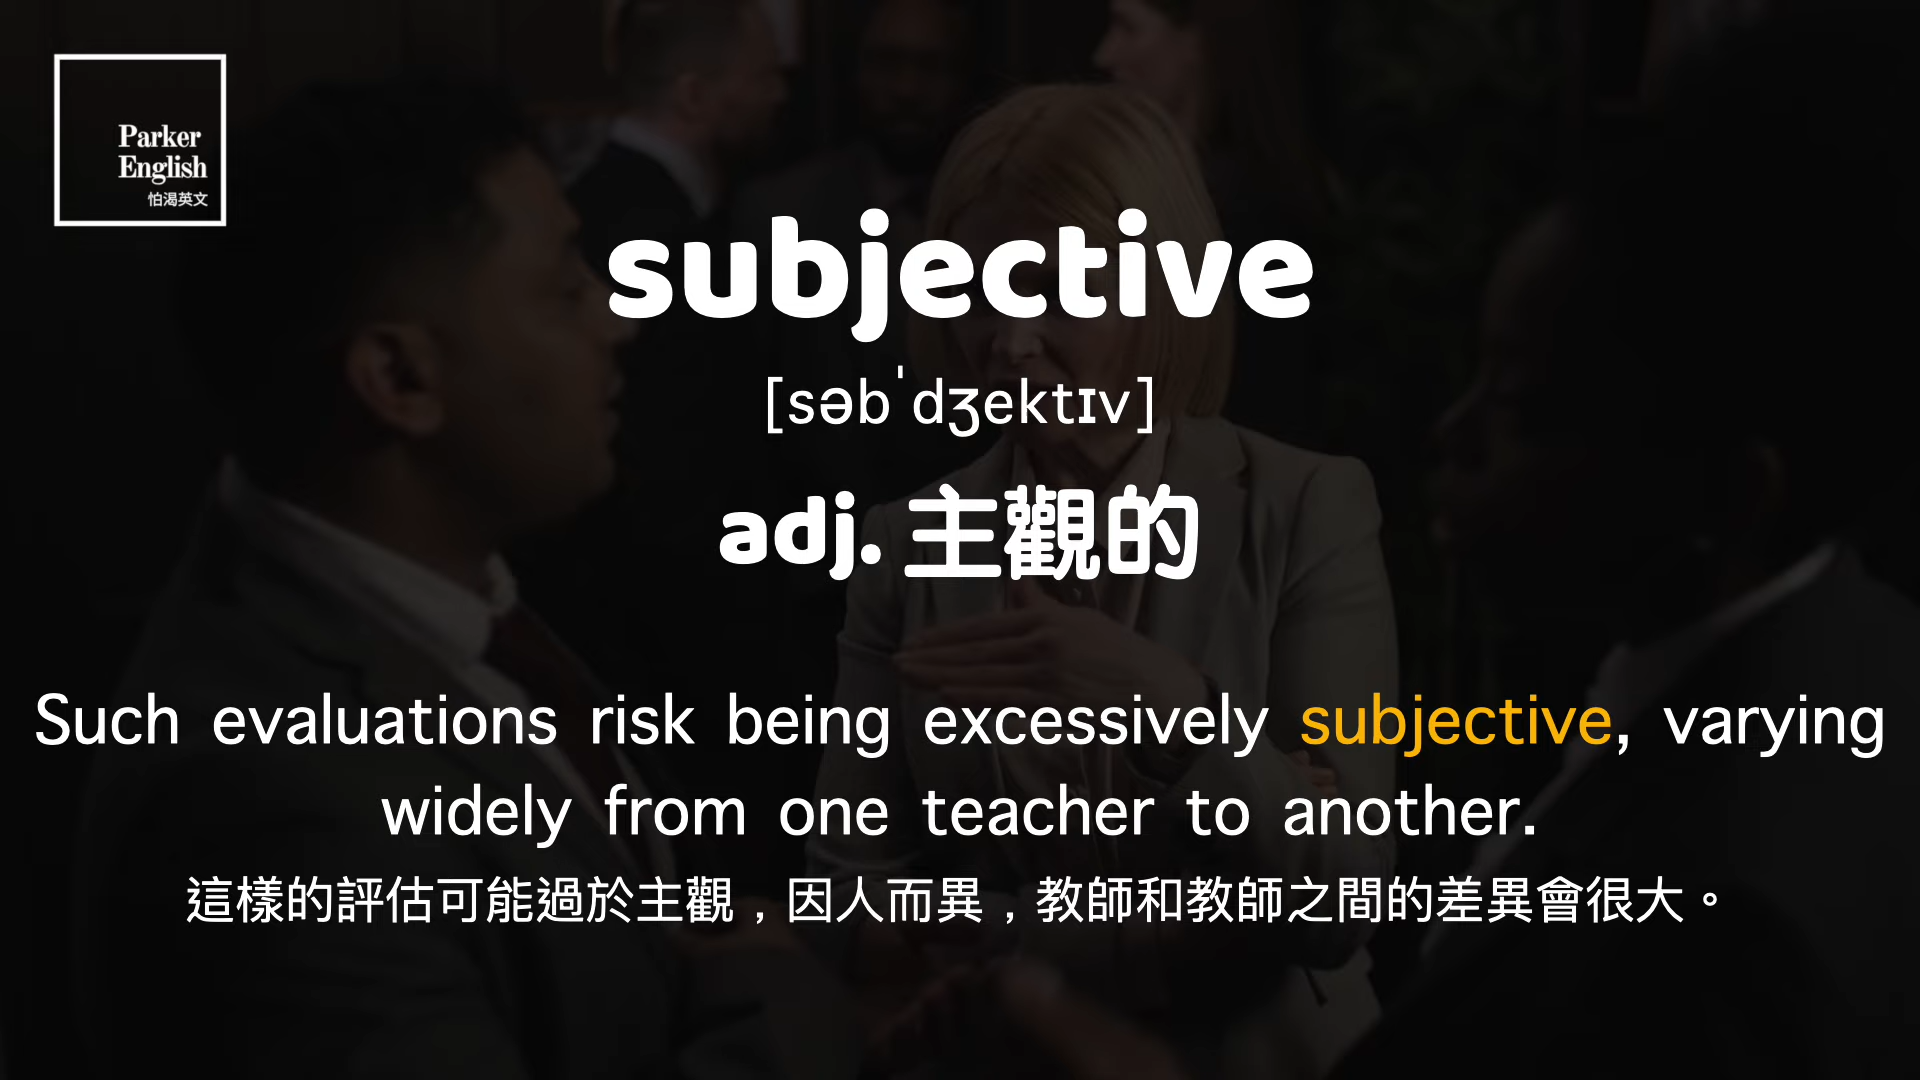 Parker
English
怕渴英文
subjective
[səbˈdʒektɪv]
adj. 主觀的
Such evaluations risk being excessively subjective, varying
widely from one teacher to another.
這樣的評估可能過於主觀，因人而異，教師和教師之間的差異會很大。